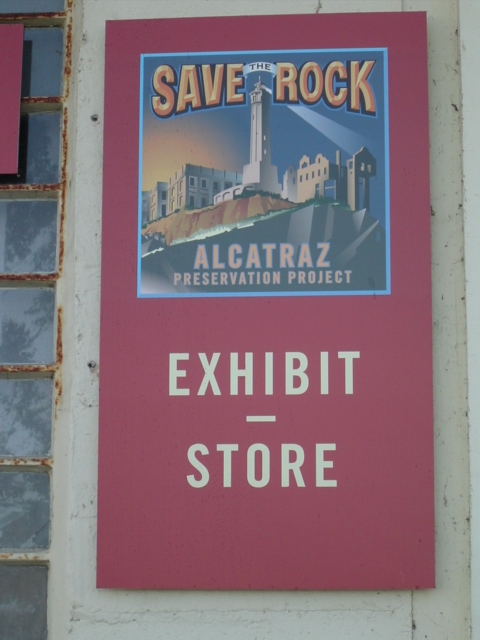 SAVE THE ROCK
ALCATRAZ
PRESERVATION PROJECT
EXHIBIT
—
STORE